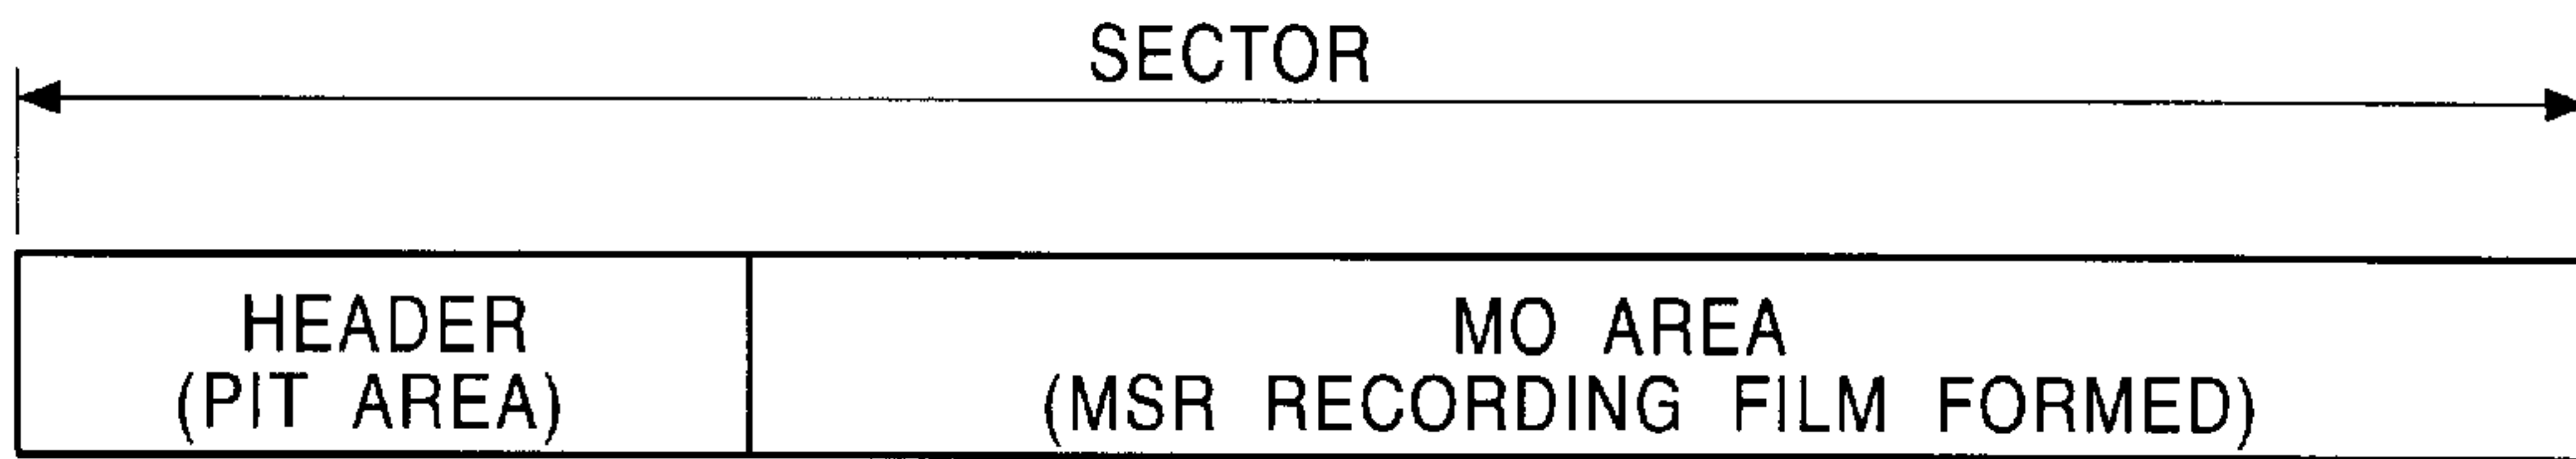 SECTOR
HEADER
(PIT AREA)
MO AREA
(MSR RECORDING FILM FORMED)